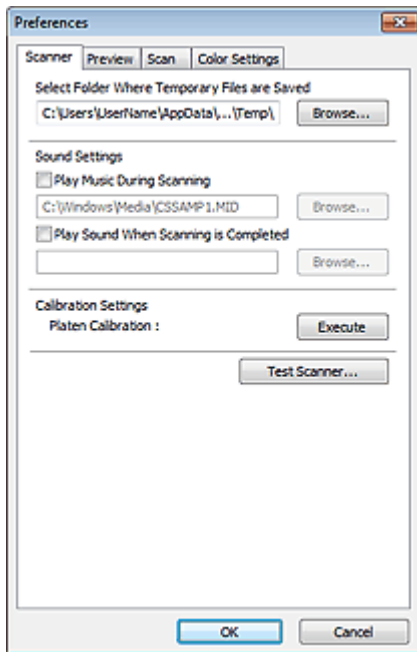 Preferences
Scanner Preview Scan Color Settings
Select Folder Where Temporary Files are Saved
C:\Users\UserName\AppData\...\Temp\ Browse...
Sound Settings
Play Music During Scanning
C:\Windows\Media\CSSAMP1.MID Browse...
Play Sound When Scanning is Completed
Browse...
Calibration Settings
Platen Calibration : Execute
Test Scanner...
OK Cancel